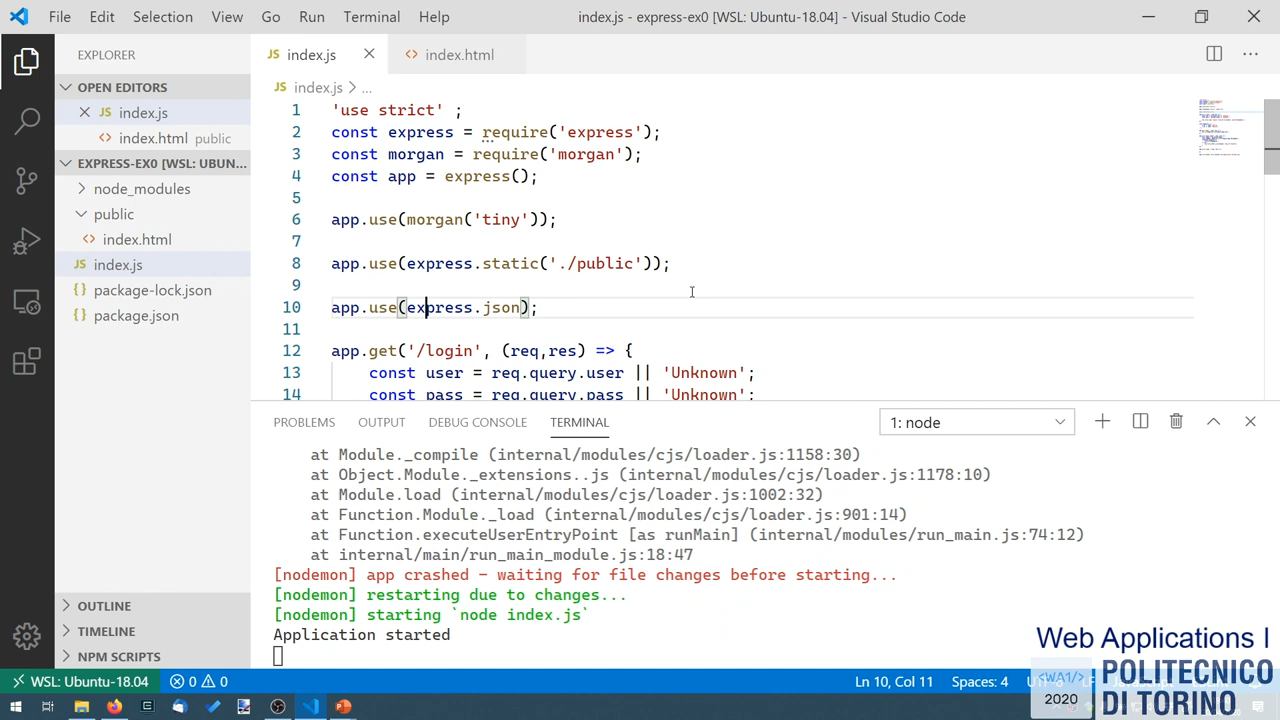 File Edit Selection View Go Run Terminal Help index.js - express-ex0 [WSL: Ubuntu-18.04] - Visual Studio Code
EXPLORER
OPEN EDITORS
JS index.js
<> index.html public
EXPRESS-EX0 [WSL: UBUN...
node_modules
public
<> index.html
JS index.js
{} package-lock.json
{} package.json
OUTLINE
TIMELINE
NPM SCRIPTS
JS index.js <> index.html
JS index.js > ...
1 'use strict' ;
2 const express = require('express');
3 const morgan = require('morgan');
4 const app = express();
5
6 app.use(morgan('tiny'));
7
8 app.use(express.static('./public'));
9
10 app.use(express.json);
11
12 app.get('/login', (req,res) => {
13 const user = req.query.user || 'Unknown';
14 const pass = req.query.pass || 'Unknown';
PROBLEMS OUTPUT DEBUG CONSOLE TERMINAL 1: node
at Module._compile (internal/modules/cjs/loader.js:1158:30)
at Object.Module._extensions..js (internal/modules/cjs/loader.js:1178:10)
at Module.load (internal/modules/cjs/loader.js:1002:32)
at Function.Module._load (internal/modules/cjs/loader.js:901:14)
at Function.executeUserEntryPoint [as runMain] (internal/modules/run_main.js:74:12)
at internal/main/run_main_module.js:18:47
[nodemon] app crashed - waiting for file changes before starting...
[nodemon] restarting due to changes...
[nodemon] starting `node index.js`
Application started
WSL: Ubuntu-18.04 0 0 Ln 10, Col 11 Spaces: 4
Web Applications I
<WA1/>
2020
POLITECNICO
DI TORINO